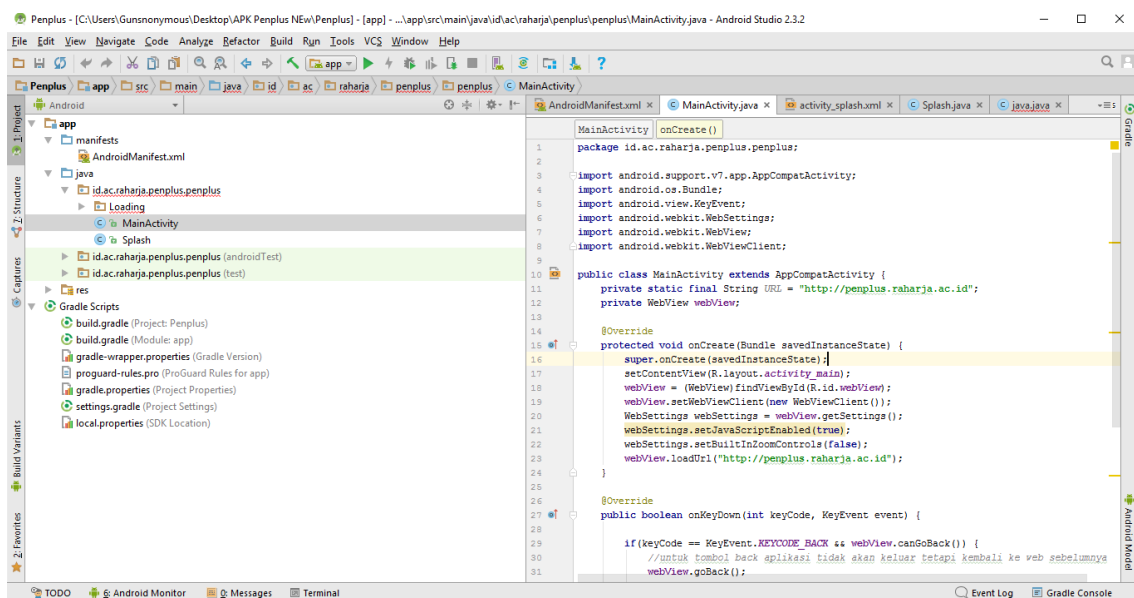 Penplus - [C:\Users\Gunsnonymous\Desktop\APK Penplus NEw\Penplus] - [app] - ...\app\src\main\java\id\ac\raharja\penplus\penplus\MainActivity.java - Android Studio 2.3.2
File Edit View Navigate Code Analyze Refactor Build Run Tools VCS Window Help
app
Penplus app src main java id ac raharja penplus penplus MainActivity
Android
AndroidManifest.xml MainActivity.java activity_splash.xml Splash.java java.java
1: Project
Z: Structure
Captures
Build Variants
2: Favorites
app
manifests
AndroidManifest.xml
java
id.ac.raharja.penplus.penplus
Loading
MainActivity
Splash
id.ac.raharja.penplus.penplus (androidTest)
id.ac.raharja.penplus.penplus (test)
res
Gradle Scripts
build.gradle (Project: Penplus)
build.gradle (Module: app)
gradle-wrapper.properties (Gradle Version)
proguard-rules.pro (ProGuard Rules for app)
gradle.properties (Project Properties)
settings.gradle (Project Settings)
local.properties (SDK Location)
MainActivity onCreate()
1 package id.ac.raharja.penplus.penplus;
2
3 import android.support.v7.app.AppCompatActivity;
4 import android.os.Bundle;
5 import android.view.KeyEvent;
6 import android.webkit.WebSettings;
7 import android.webkit.WebView;
8 import android.webkit.WebViewClient;
9
10 public class MainActivity extends AppCompatActivity {
11 private static final String URL = "http://penplus.raharja.ac.id";
12 private WebView webView;
13
14 @Override
15 protected void onCreate(Bundle savedInstanceState) {
16 super.onCreate(savedInstanceState);
17 setContentView(R.layout.activity_main);
18 webView = (WebView)findViewById(R.id.webView);
19 webView.setWebViewClient(new WebViewClient());
20 WebSettings webSettings = webView.getSettings();
21 webSettings.setJavaScriptEnabled(true);
22 webSettings.setBuiltInZoomControls(false);
23 webView.loadUrl("http://penplus.raharja.ac.id");
24 }
25
26 @Override
27 public boolean onKeyDown(int keyCode, KeyEvent event) {
28
29 if(keyCode == KeyEvent.KEYCODE_BACK && webView.canGoBack()) {
30 //untuk tombol back aplikasi tidak akan keluar tetapi kembali ke web sebelumnya
31 webView.goBack();
Gradle
Android Model
TODO 6: Android Monitor 0: Messages Terminal Event Log Gradle Console